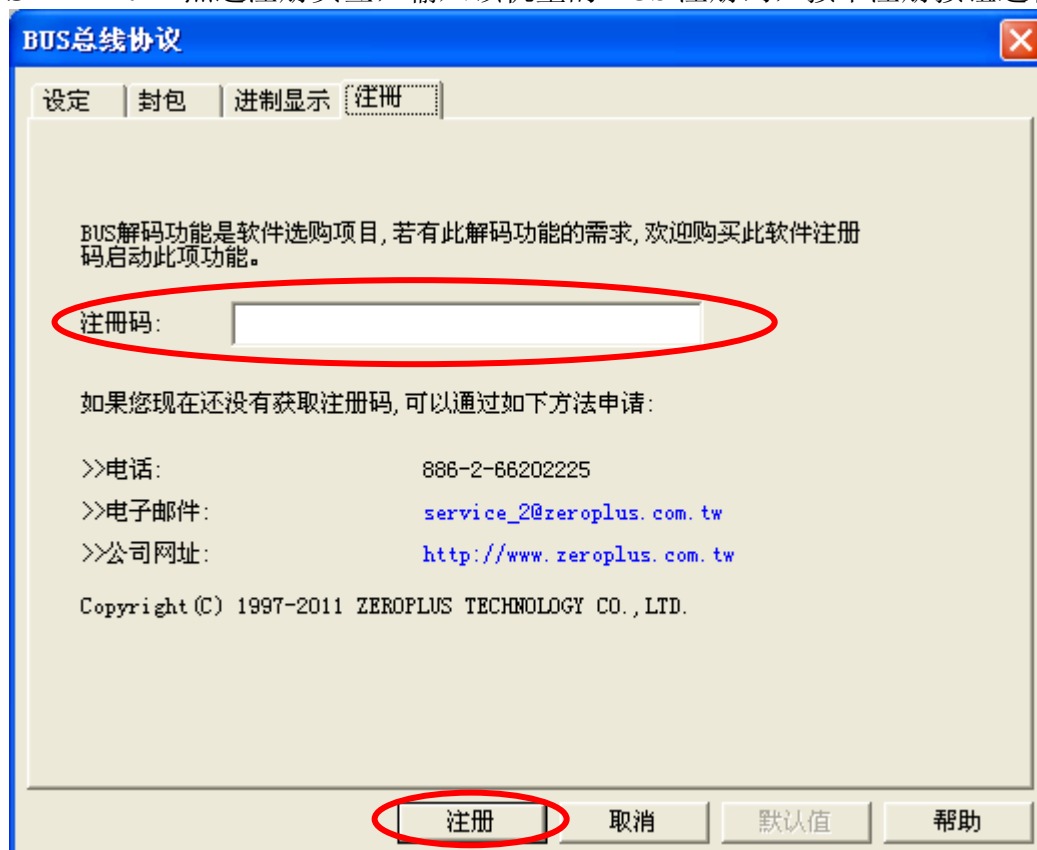 BUS总线协议
设定 封包 进制显示 注册
BUS解码功能是软件选购项目,若有此解码功能的需求,欢迎购买此软件注册
码启动此项功能。
注册码:
如果您现在还没有获取注册码,可以通过如下方法申请:
>>电话: 886-2-66202225
>>电子邮件: service_2@zeroplus.com.tw
>>公司网址: http://www.zeroplus.com.tw
Copyright(C) 1997-2011 ZEROPLUS TECHNOLOGY CO.,LTD.
注册 取消 默认值 帮助